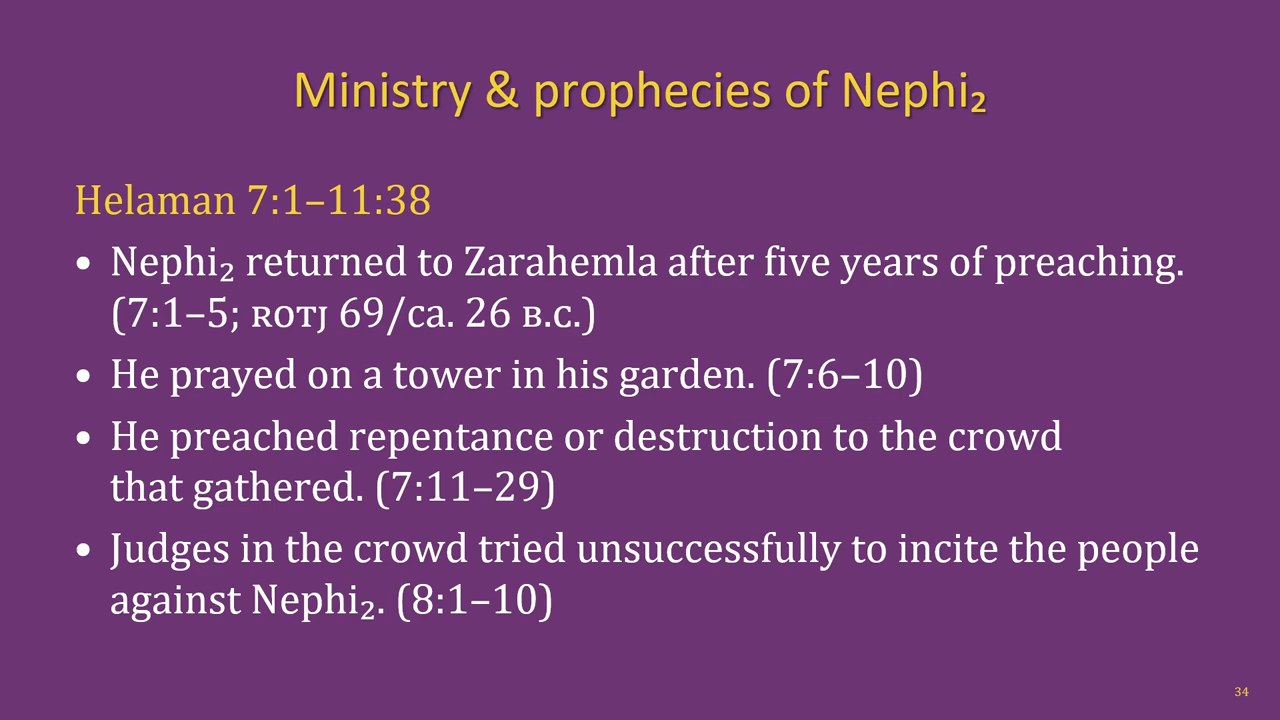 Ministry & prophecies of Nephi₂
Helaman 7:1–11:38
• Nephi₂ returned to Zarahemla after five years of preaching.
(7:1–5; ʀᴏᴛᴊ 69/ca. 26 ʙ.ᴄ.)
• He prayed on a tower in his garden. (7:6–10)
• He preached repentance or destruction to the crowd
that gathered. (7:11–29)
• Judges in the crowd tried unsuccessfully to incite the people
against Nephi₂. (8:1–10)
34